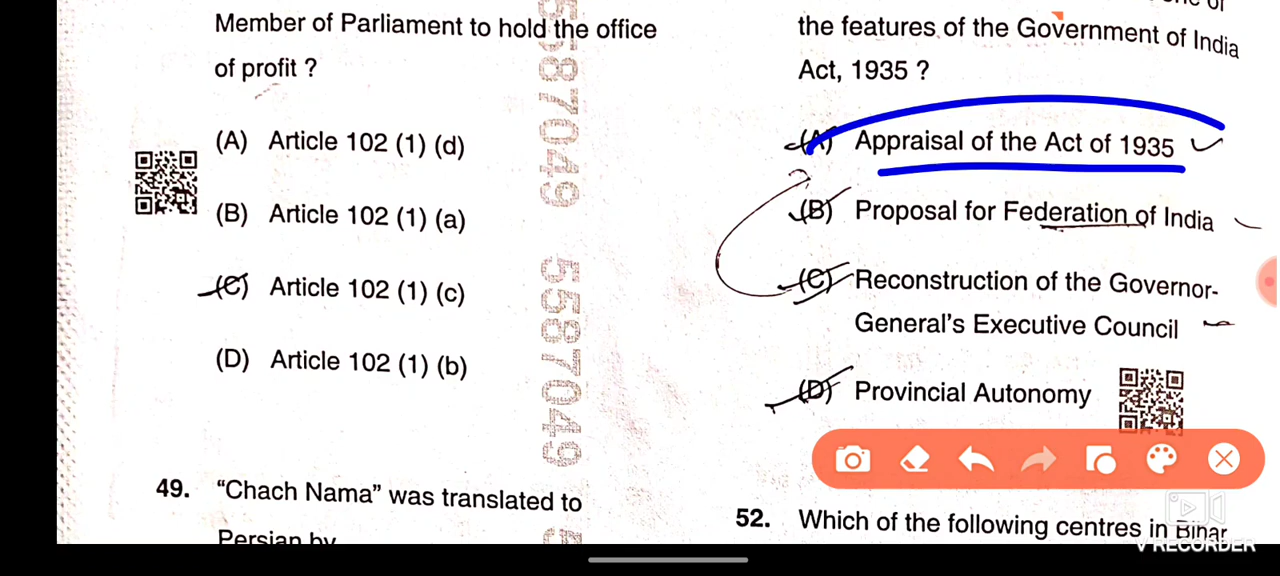 Member of Parliament to hold the office
of profit ?
(A) Article 102 (1) (d)
(B) Article 102 (1) (a)
(C) Article 102 (1) (c)
(D) Article 102 (1) (b)
49. “Chach Nama” was translated to
Persian by
5587049
5587049
the features of the Government of India
Act, 1935 ?
(A) Appraisal of the Act of 1935
(B) Proposal for Federation of India
(C) Reconstruction of the Governor-
General’s Executive Council
(D) Provincial Autonomy
52. Which of the following centres in Bihar
V RECORDER